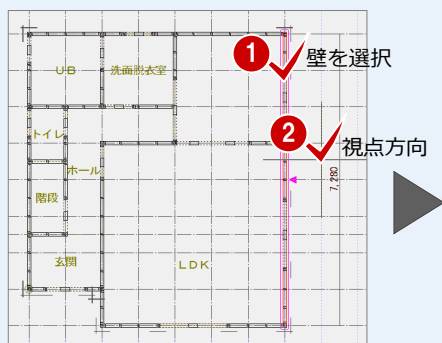 1 壁を選択
2 視点方向
UB
洗面脱衣室
トイレ
ホール
階段
玄関
LDK
7,280